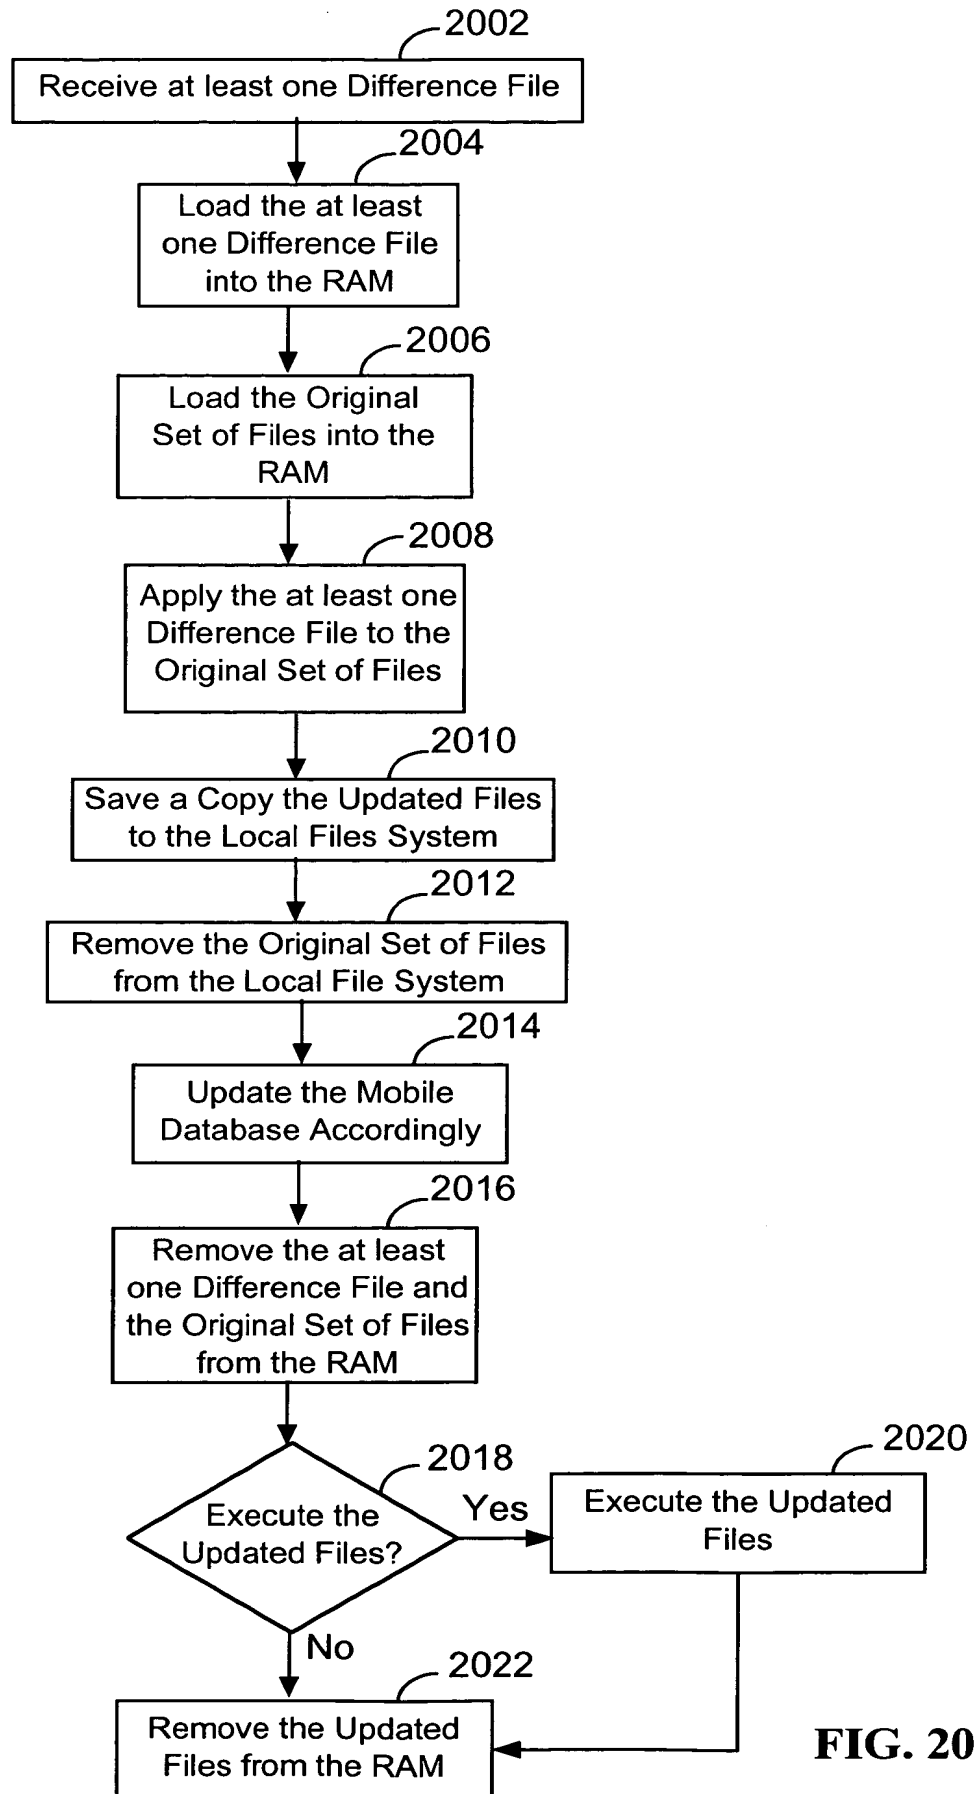 2002
Receive at least one Difference File
2004
Load the at least
one Difference File
into the RAM
2006
Load the Original
Set of Files into the
RAM
2008
Apply the at least one
Difference File to the
Original Set of Files
2010
Save a Copy the Updated Files
to the Local Files System
2012
Remove the Original Set of Files
from the Local File System
2014
Update the Mobile
Database Accordingly
2016
Remove the at least
one Difference File and
the Original Set of Files
from the RAM
2018
Execute the
Updated Files?
Yes
2020
Execute the Updated
Files
No
2022
Remove the Updated
Files from the RAM
FIG. 20